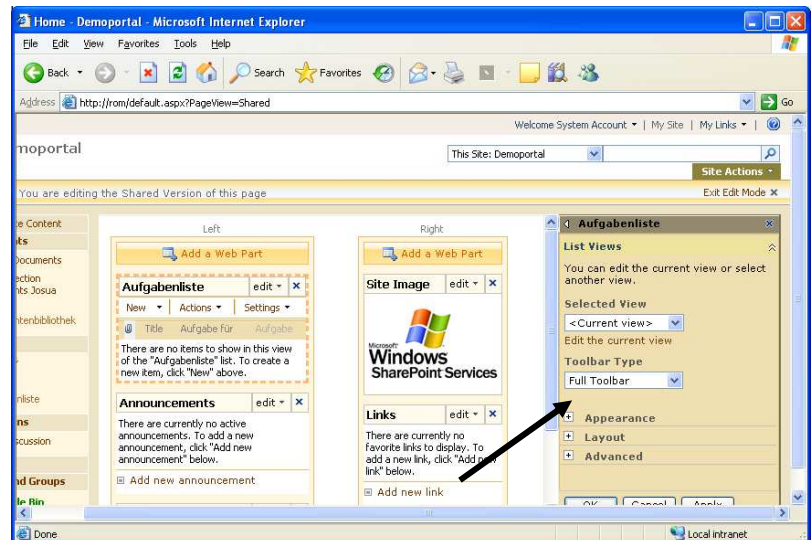 Home - Demoportal - Microsoft Internet Explorer
File Edit View Favorites Tools Help
Back Search Favorites
Address http://rom/default.aspx?PageView=Shared Go
Welcome System Account | My Site | My Links
moportal
This Site: Demoportal
Site Actions
You are editing the Shared Version of this page
Exit Edit Mode
Content
Documents
Josua
ntenbibliothek
nliste
scussion
Groups
Bin
Left
Add a Web Part
Aufgabenliste edit
New Actions Settings
Title Aufgabe für Aufgabe
There are no items to show in this view
of the "Aufgabenliste" list. To create a
new item, click "New" above.
Announcements edit
There are currently no active
announcements. To add a new
announcement, click "Add new
announcement" below.
Add new announcement
Right
Add a Web Part
Site Image edit
Microsoft
Windows
SharePoint Services
Links edit
There are currently no
favorite links to display. To
add a new link, click "Add new
link" below.
Add new link
Aufgabenliste
List Views
You can edit the current view or select
another view.
Selected View
<Current view>
Edit the current view
Toolbar Type
Full Toolbar
Appearance
Layout
Advanced
OK Cancel Apply
Done
Local intranet